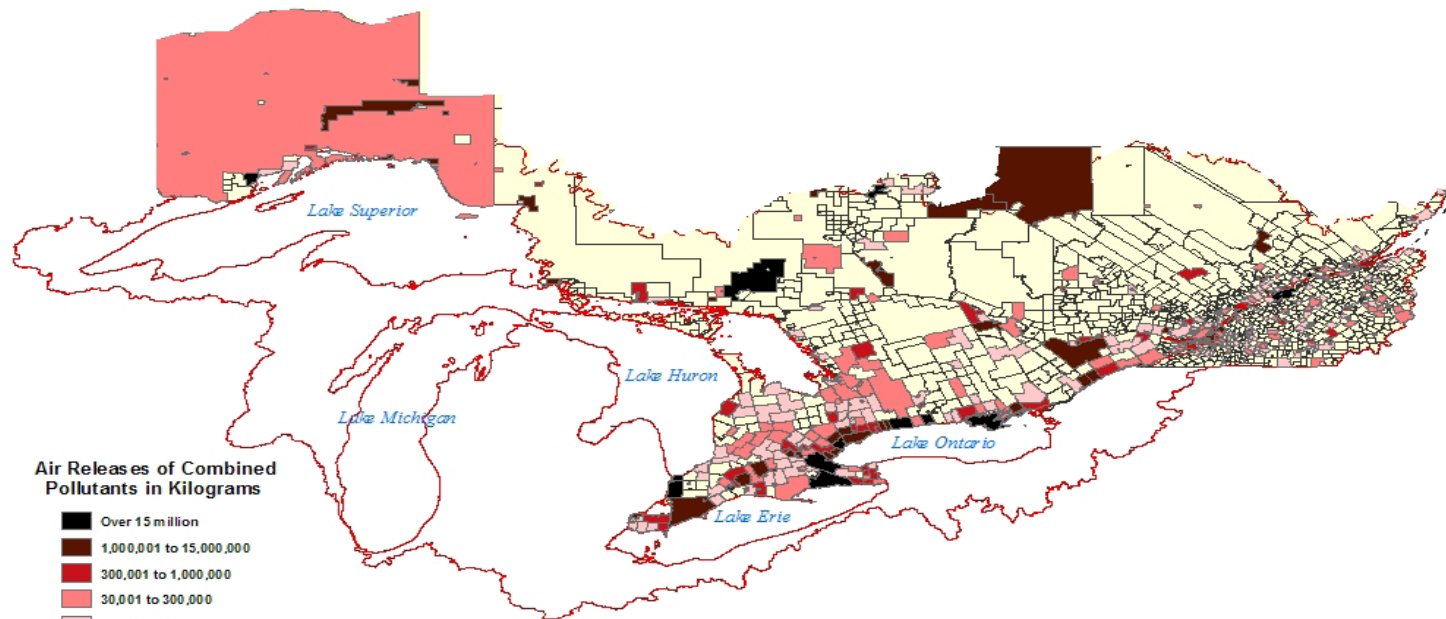 Lake Superior
Lake Huron
Lake Michigan
Lake Ontario
Lake Erie
Air Releases of Combined
Pollutants in Kilograms
Over 15 million
1,000,001 to 15,000,000
300,001 to 1,000,000
30,001 to 300,000